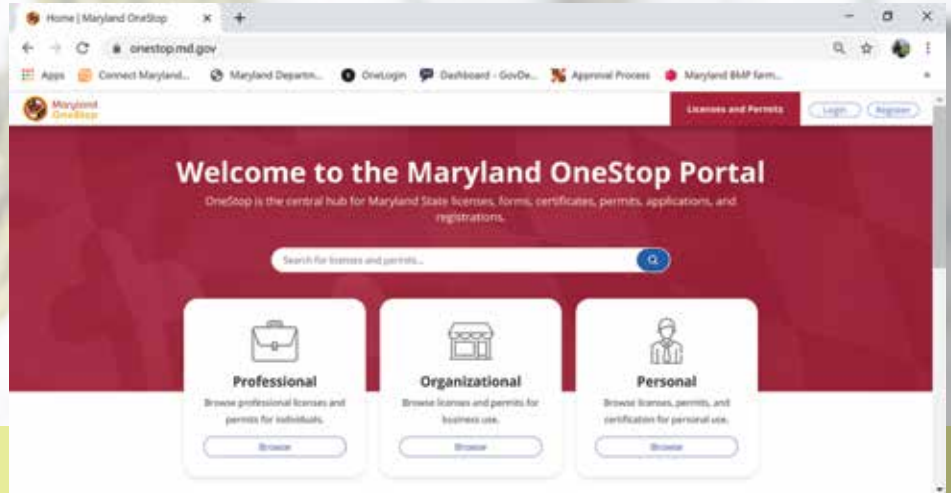 Home | Maryland OneStop
onestop.md.gov
Apps Connect Maryland... Maryland Departm... OneLogin Dashboard - GovDe... Approval Process Maryland BMP farm...
Maryland OneStop
Licenses and Permits Login Register
Welcome to the Maryland OneStop Portal
OneStop is the central hub for Maryland State licenses, forms, certificates, permits, applications, and
registrations.
Search for licenses and permits...
Professional
Browse professional licenses and
permits for individuals.
Browse
Organizational
Browse licenses and permits for
business use.
Browse
Personal
Browse licenses, permits, and
certification for personal use.
Browse